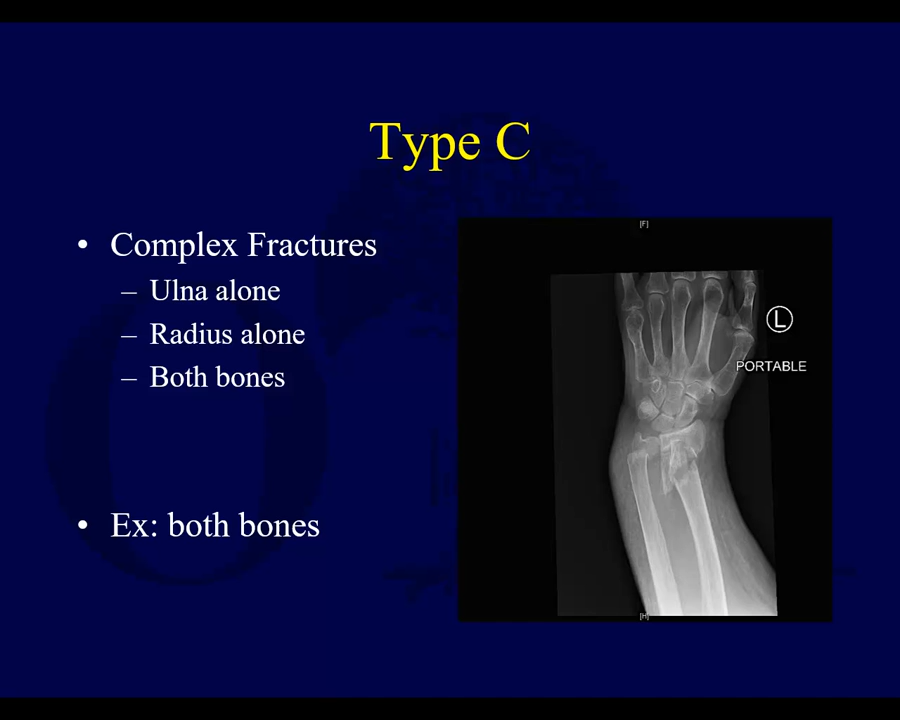 Type C
• Complex Fractures
– Ulna alone
– Radius alone
– Both bones
• Ex: both bones
[F]
L
PORTABLE
[H]